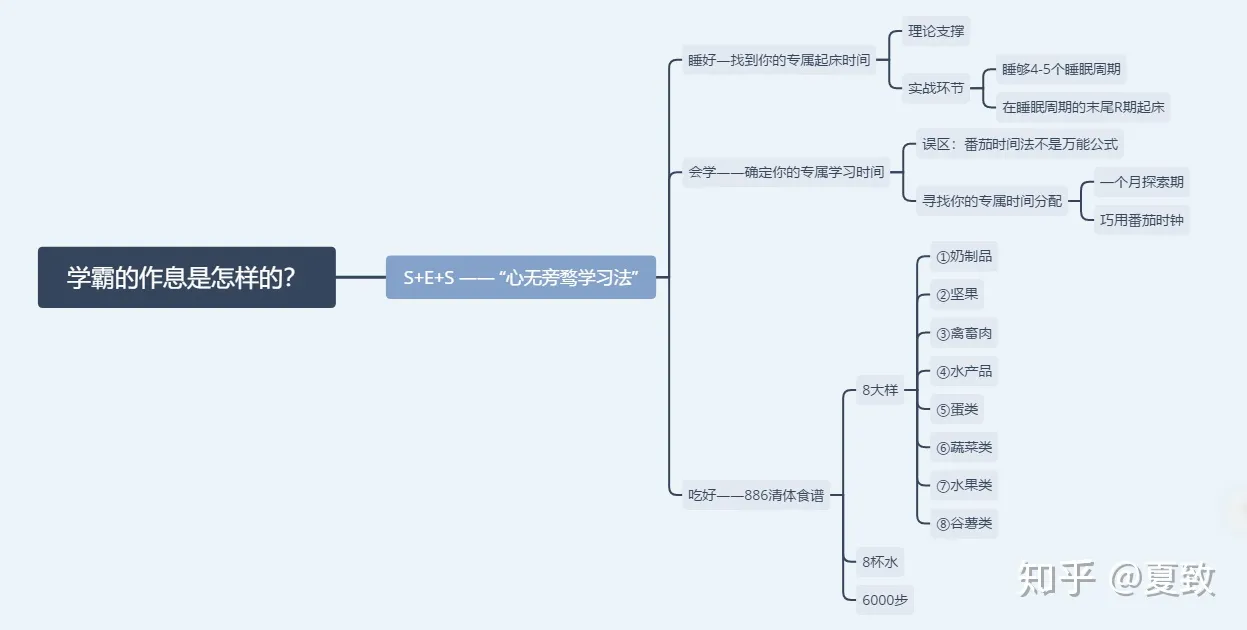 学霸的作息是怎样的?
S+E+S —— “心无旁骛学习法”
睡好—找到你的专属起床时间
理论支撑
实战环节
睡够4-5个睡眠周期
在睡眠周期的末尾R期起床
会学——确定你的专属学习时间
误区：番茄时间法不是万能公式
寻找你的专属时间分配
一个月探索期
巧用番茄时钟
吃好——886清体食谱
8大样
①奶制品
②坚果
③禽畜肉
④水产品
⑤蛋类
⑥蔬菜类
⑦水果类
⑧谷薯类
8杯水
6000步
知乎 @夏致